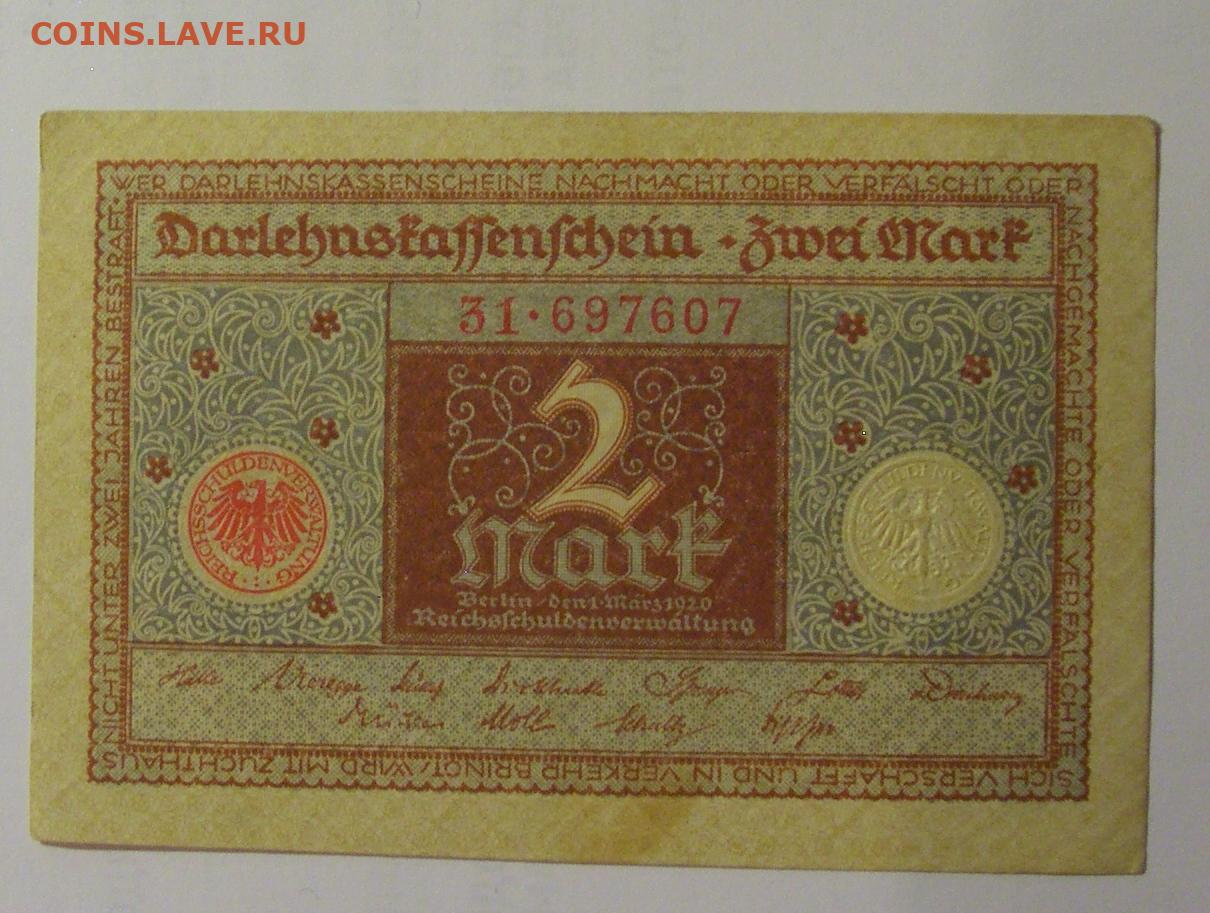 COINS.LAVE.RU
WER DARLEHNSKASSENSCHEINE NACHMACHT ODER VERFÄLSCHT ODER
NACHGEMACHTE ODER VERFÄLSCHTE
SICH VERSCHAFFT UND IN VERKEHR BRINGT, WIRD MIT ZUCHTHAUS
NICHT UNTER ZWEI JAHREN BESTRAFT.
Darlehnskassenschein · Zwei Mark
31·697607
2
Mark
Berlin, den 1. März 1920
Reichsschuldenverwaltung
REICHSSCHULDENVERWALTUNG